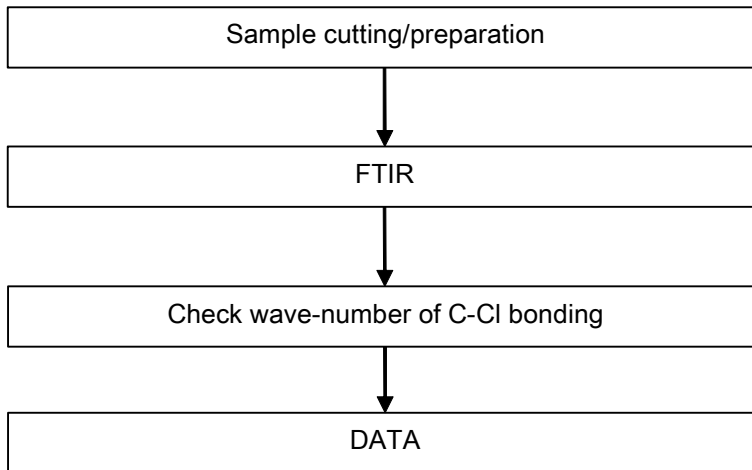 Sample cutting/preparation
FTIR
Check wave-number of C-Cl bonding
DATA